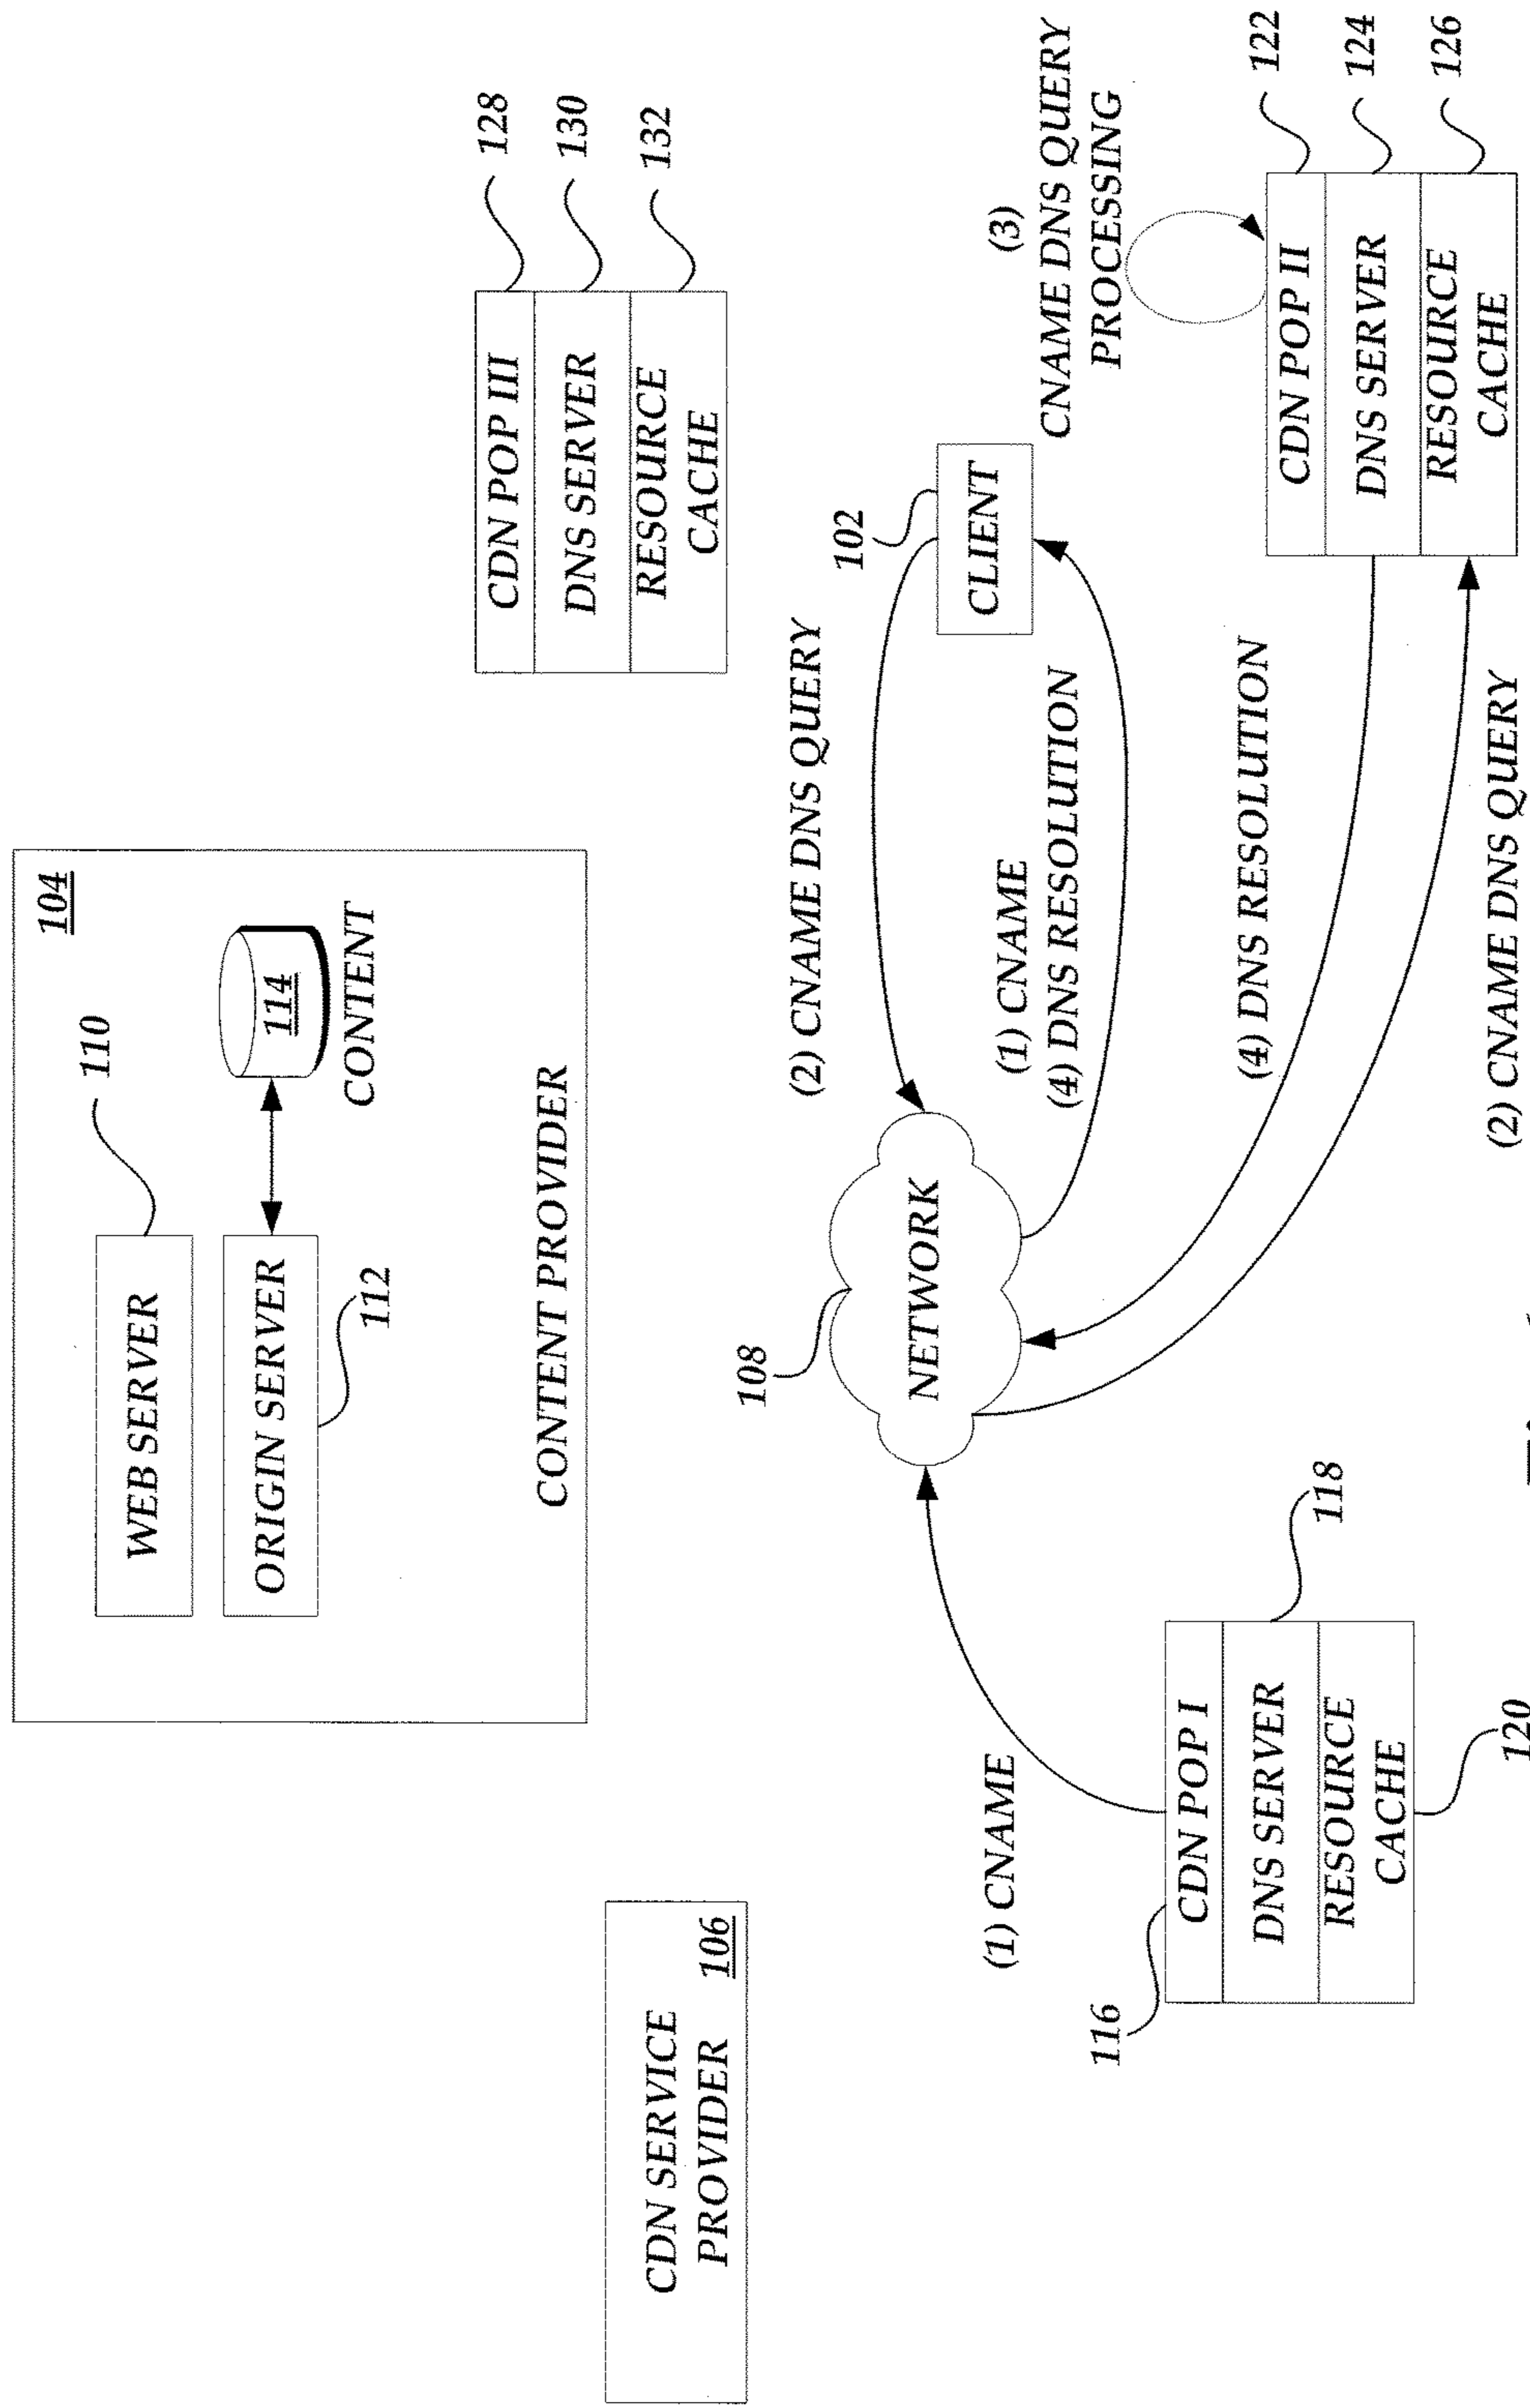 104
WEB SERVER
110
ORIGIN SERVER
112
114
CONTENT
CONTENT PROVIDER
CDN SERVICE
PROVIDER
106
CDN POP III
DNS SERVER
RESOURCE
CACHE
128
130
132
108
NETWORK
(2) CNAME DNS QUERY
102
CLIENT
(1) CNAME
(4) DNS RESOLUTION
(3)
CNAME DNS QUERY
PROCESSING
(1) CNAME
116
CDN POP I
DNS SERVER
RESOURCE
CACHE
118
120
(4) DNS RESOLUTION
CDN POP II
DNS SERVER
RESOURCE
CACHE
122
124
126
(2) CNAME DNS QUERY